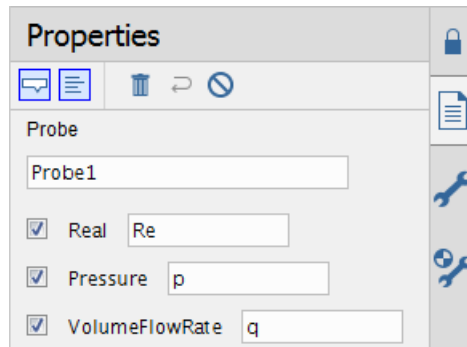 Properties
Probe
Probe1
Real Re
Pressure p
VolumeFlowRate q